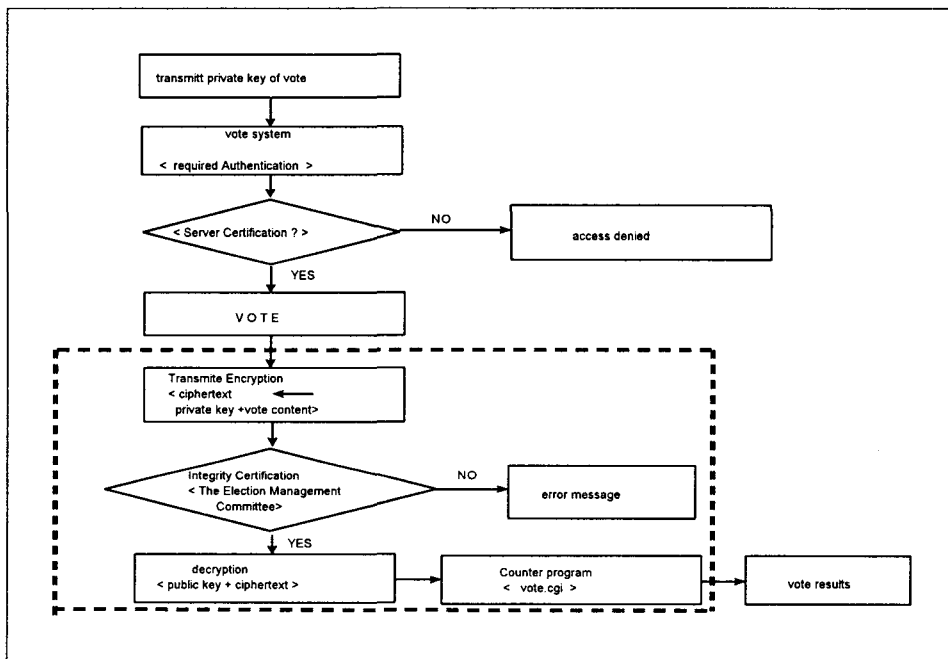 transmitt private key of vote
vote system
< required Authentication >
< Server Certification ? >
NO
access denied
YES
V O T E
Transmite Encryption
< ciphertext
private key +vote content>
Integrity Certification
< The Election Management
Committee>
NO
error message
YES
decryption
< public key + ciphertext >
Counter program
< vote.cgi >
vote results